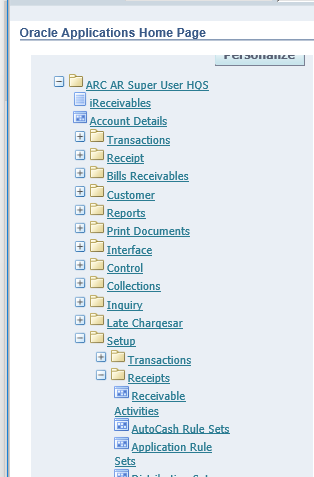 Oracle Applications Home Page
Personalize
ARC AR Super User HQS
iReceivables
Account Details
Transactions
Receipt
Bills Receivables
Customer
Reports
Print Documents
Interface
Control
Collections
Inquiry
Late Chargesar
Setup
Transactions
Receipts
Receivable
Activities
AutoCash Rule Sets
Application Rule
Sets